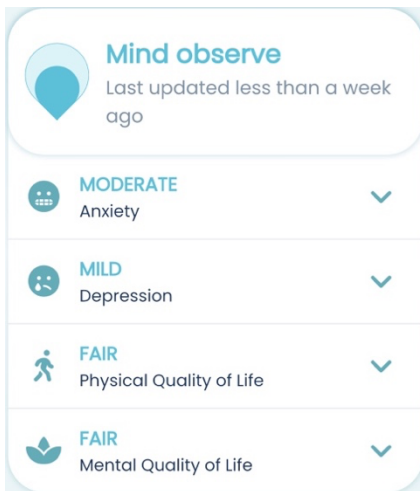 Mind observe
Last updated less than a week
ago
MODERATE
Anxiety
MILD
Depression
FAIR
Physical Quality of Life
FAIR
Mental Quality of Life